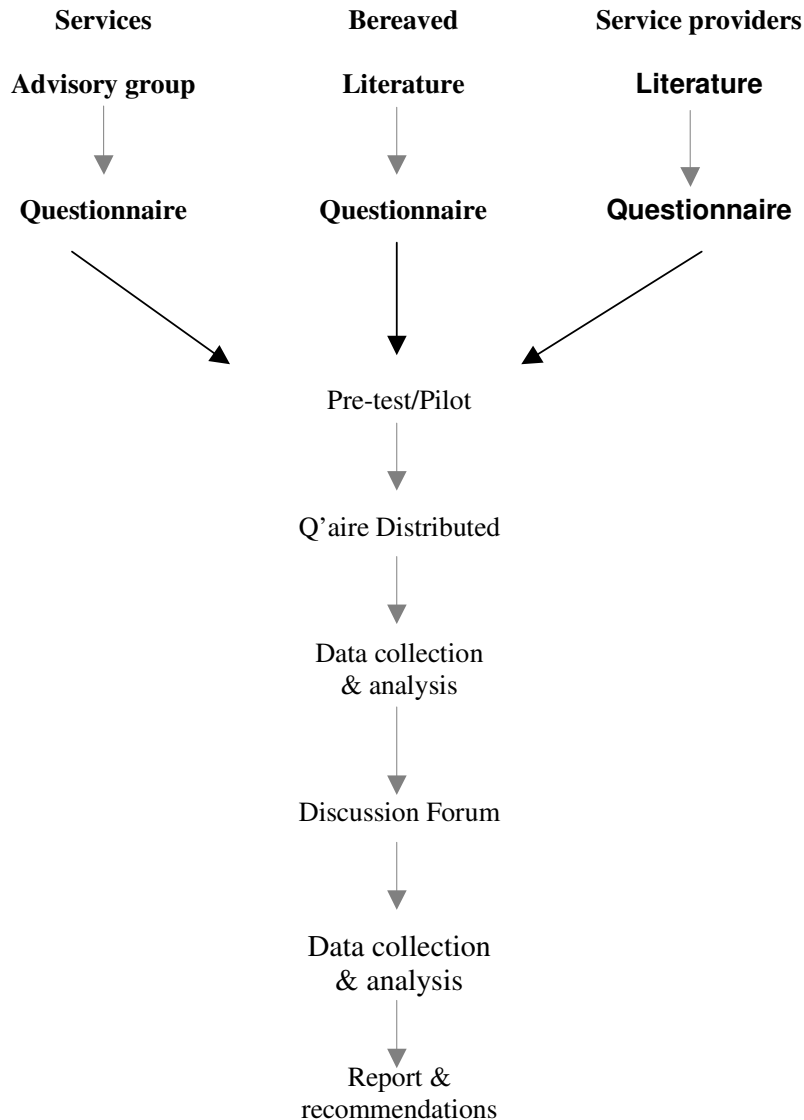 Services Bereaved Service providers
Advisory group Literature Literature
Questionnaire Questionnaire Questionnaire
Pre-test/Pilot
Q’aire Distributed
Data collection
& analysis
Discussion Forum
Data collection
& analysis
Report &
recommendations